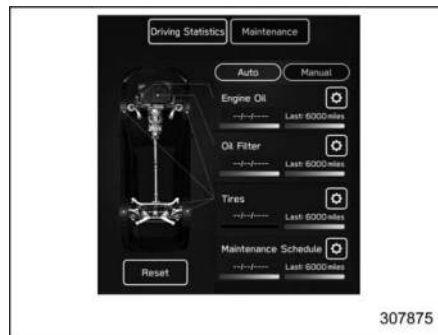 Driving Statistics Maintenance
Auto Manual
Engine Oil
--/--/---- Last: 6000 miles
Oil Filter
--/--/---- Last: 6000 miles
Tires
--/--/---- Last: 6000 miles
Maintenance Schedule
--/--/---- Last: 6000 miles
Reset
307875